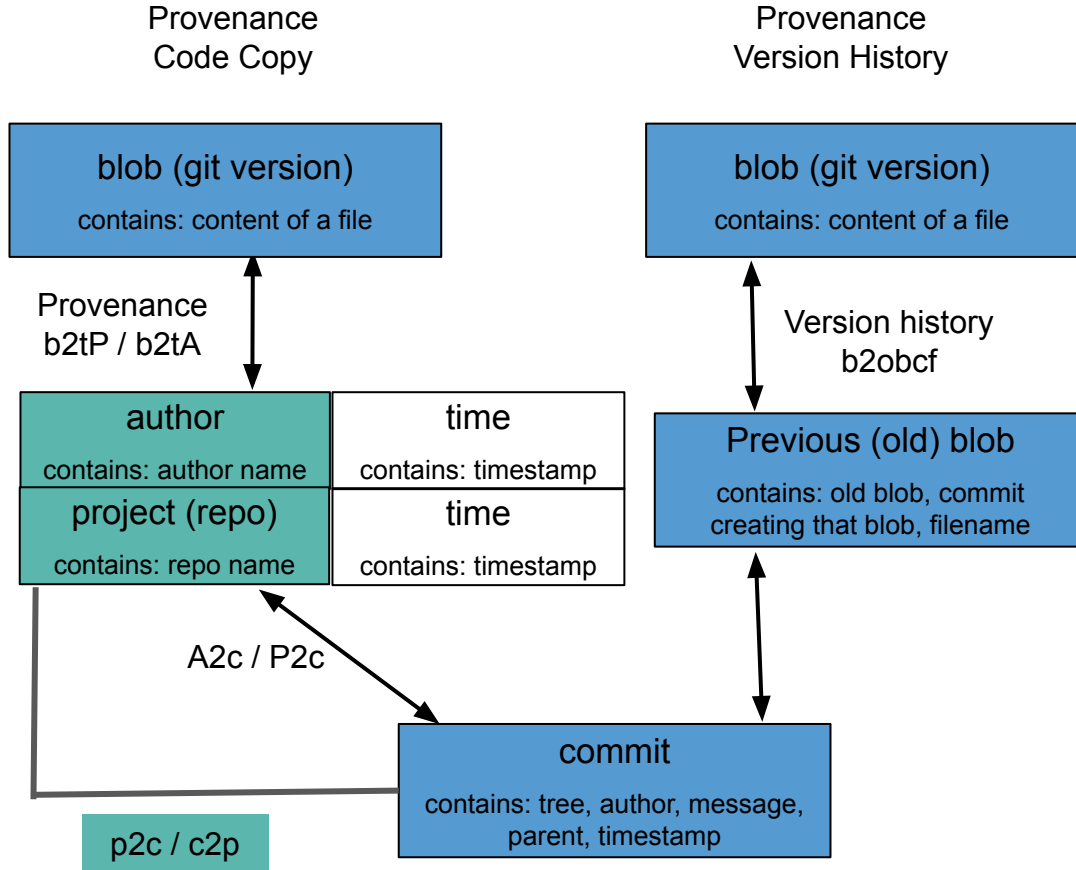 Provenance
Code Copy
Provenance
Version History
blob (git version)
contains: content of a file
blob (git version)
contains: content of a file
Provenance
b2tP / b2tA
Version history
b2obcf
author
contains: author name
time
contains: timestamp
project (repo)
contains: repo name
time
contains: timestamp
Previous (old) blob
contains: old blob, commit
creating that blob, filename
A2c / P2c
commit
contains: tree, author, message,
parent, timestamp
p2c / c2p